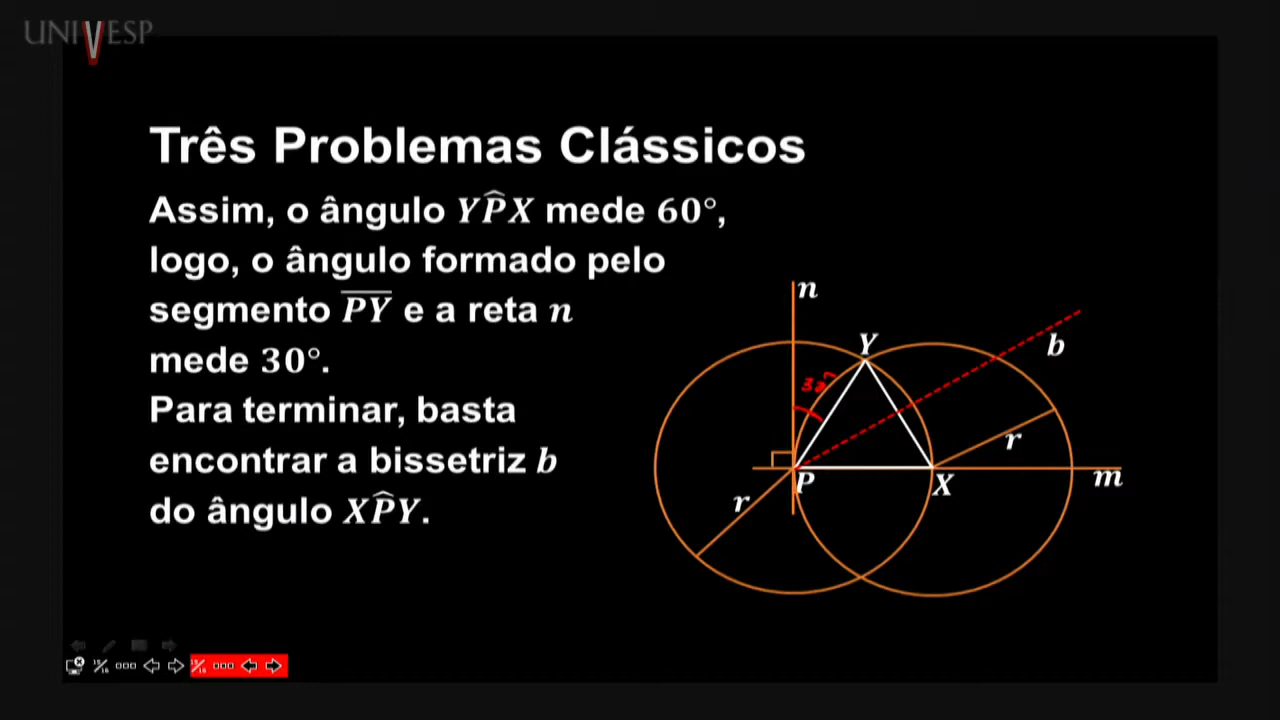 UNIVESP
Três Problemas Clássicos
Assim, o ângulo YP̂X mede 60°,
logo, o ângulo formado pelo
segmento P̅Y̅ e a reta n
mede 30°.
Para terminar, basta
encontrar a bissetriz b
do ângulo XP̂Y.
n
Y
b
r
P
X
m
r